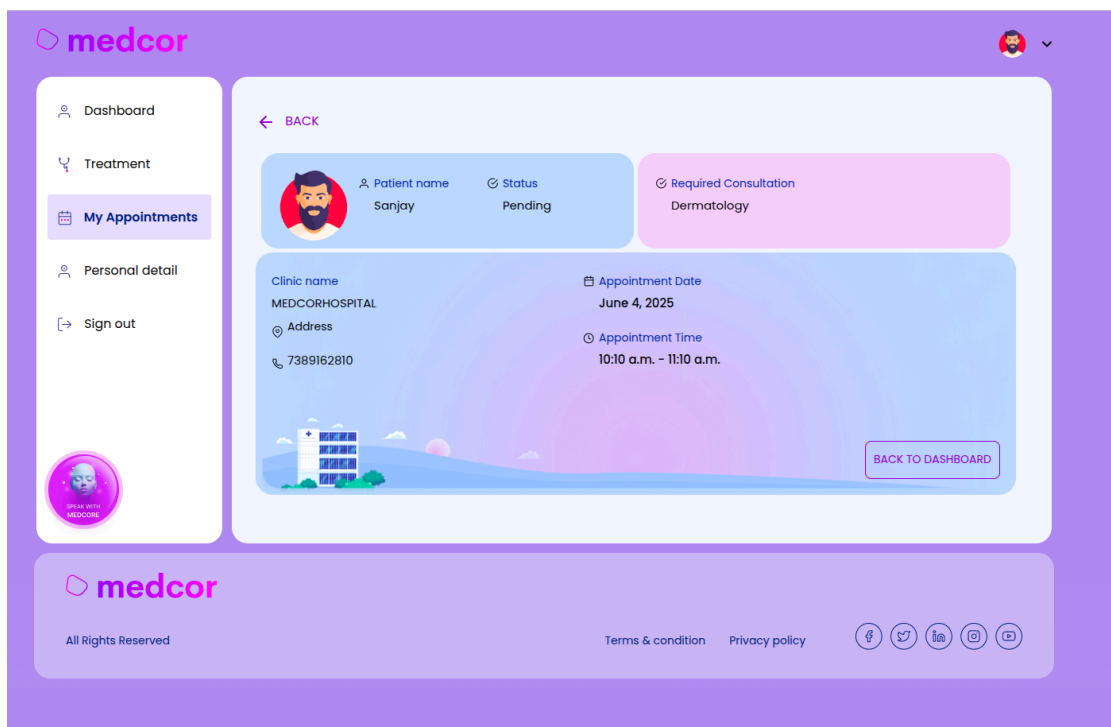 medcor
Dashboard
Treatment
My Appointments
Personal detail
Sign out
SPEAK WITH
MEDCORE
BACK
Patient name
Sanjay
Status
Pending
Required Consultation
Dermatology
Clinic name
MEDCORHOSPITAL
Address
7389162810
Appointment Date
June 4, 2025
Appointment Time
10:10 a.m. - 11:10 a.m.
BACK TO DASHBOARD
medcor
All Rights Reserved
Terms & condition
Privacy policy